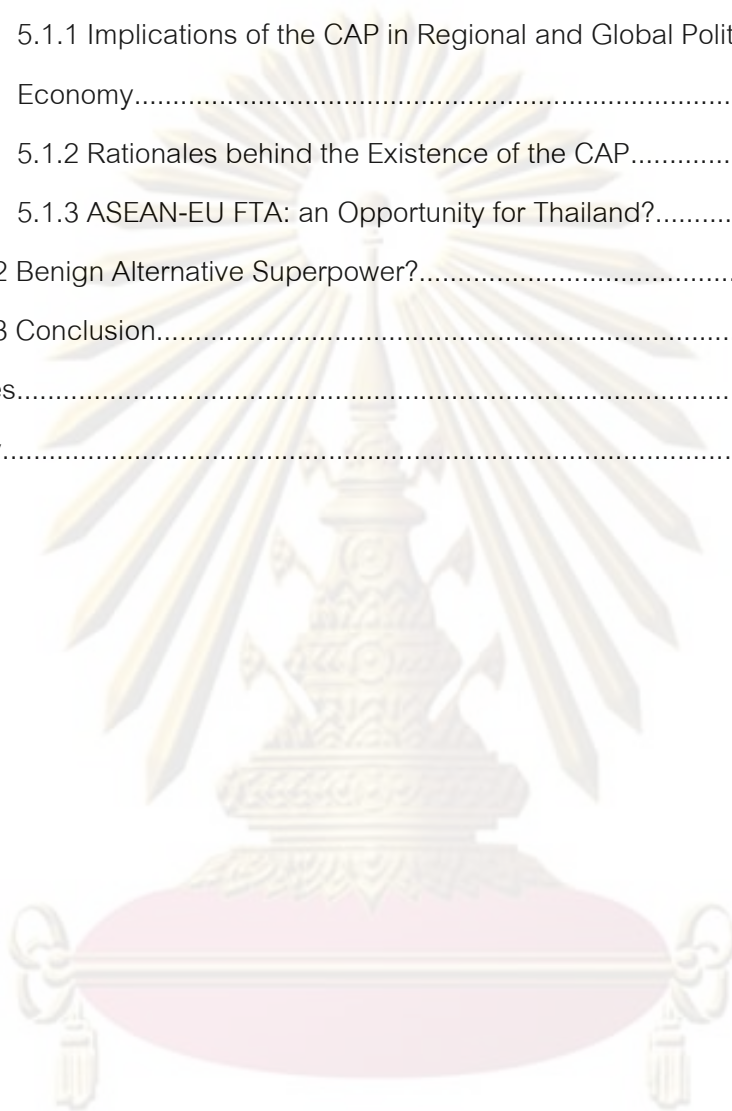 5.1.1 Implications of the CAP in Regional and Global Polit
Economy..........................................................................
5.1.2 Rationales behind the Existence of the CAP.............
5.1.3 ASEAN-EU FTA: an Opportunity for Thailand?..........
2 Benign Alternative Superpower?.........................................
3 Conclusion...........................................................................
s..............................................................................................
................................................................................................